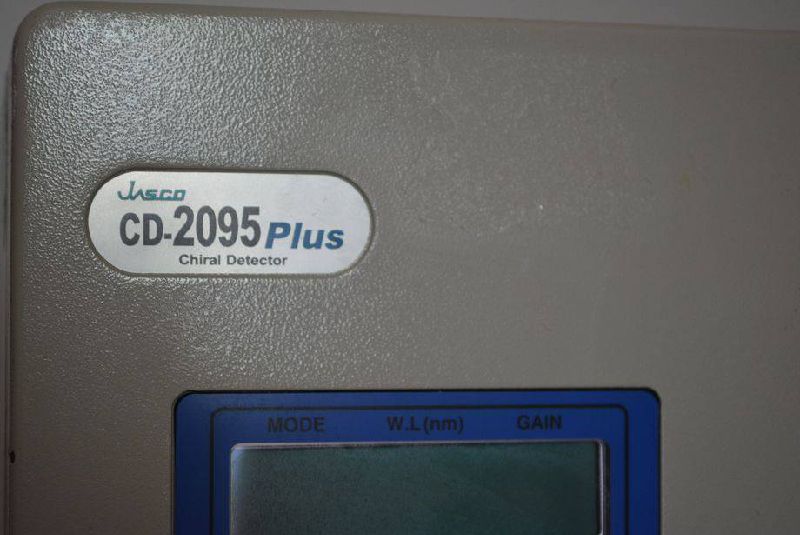 JASCO
CD-2095 Plus
Chiral Detector
MODE W.L(nm) GAIN